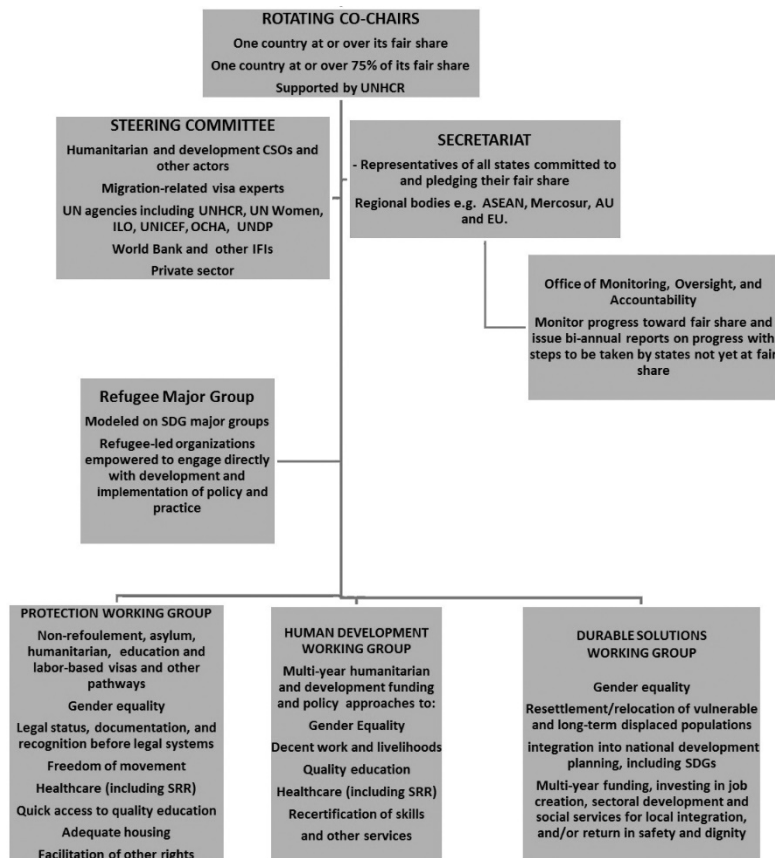 ROTATING CO-CHAIRS
One country at or over its fair share
One country at or over 75% of its fair share
Supported by UNHCR
STEERING COMMITTEE
Humanitarian and development CSOs and
other actors
Migration-related visa experts
UN agencies including UNHCR, UN Women,
ILO, UNICEF, OCHA, UNDP
World Bank and other IFIs
Private sector
SECRETARIAT
- Representatives of all states committed to
and pledging their fair share
Regional bodies e.g. ASEAN, Mercosur, AU
and EU.
Office of Monitoring, Oversight, and
Accountability
Monitor progress toward fair share and
issue bi-annual reports on progress with
steps to be taken by states not yet at fair
share
Refugee Major Group
Modeled on SDG major groups
Refugee-led organizations
empowered to engage directly
with development and
implementation of policy and
practice
PROTECTION WORKING GROUP
Non-refoulement, asylum,
humanitarian, education and
labor-based visas and other
pathways
Gender equality
Legal status, documentation, and
recognition before legal systems
Freedom of movement
Healthcare (including SRR)
Quick access to quality education
Adequate housing
Facilitation of other rights
HUMAN DEVELOPMENT
WORKING GROUP
Multi-year humanitarian
and development funding
and policy approaches to:
Gender Equality
Decent work and livelihoods
Quality education
Healthcare (including SRR)
Recertification of skills
and other services
DURABLE SOLUTIONS
WORKING GROUP
Gender equality
Resettlement/relocation of vulnerable
and long-term displaced populations
integration into national development
planning, including SDGs
Multi-year funding, investing in job
creation, sectoral development and
social services for local integration,
and/or return in safety and dignity